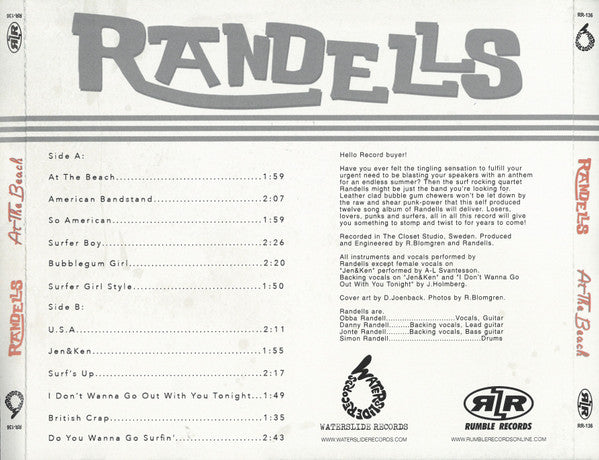 RANDELLS
Side A:
At The Beach..............................1:59
American Bandstand..................2:07
So American..............................1:59
Surfer Boy.................................2:26
Bubblegum Girl..........................2:20
Surfer Girl Style..........................1:50
Side B:
U.S.A........................................2:11
Jen&Ken....................................1:55
Surf's Up...................................2:17
I Don't Wanna Go Out With You Tonight...1:49
British Crap...............................1:35
Do You Wanna Go Surfin'............2:43
Hello Record buyer!
Have you ever felt the tingling sensation to fulfill your
urgent need to be blasting your speakers with an anthem
for an endless summer? Then the surf rocking quartet
Randells might be just the band you're looking for.
Leather clad bubble gum chewers won't be let down by
the raw and shear punk-power that this self produced
twelve song album of Randells will deliver. Losers,
lovers, punks and surfers, all in all this record will give
you something to stomp and twist to for years to come!
Recorded in The Closet Studio, Sweden. Produced
and Engineered by R.Blomgren and Randells.
All instruments and vocals performed by
Randells except female vocals on
"Jen&Ken" performed by A-L Svantesson.
Backing vocals on "Jen&Ken" and "I Don't Wanna Go
Out With You Tonight" by J.Holmberg.
Cover art by D.Joenback. Photos by R.Blomgren.
Randells are.
Obba Randell....................Vocals, Guitar
Danny Randell.........Backing vocals, Lead guitar
Jonte Randell..........Backing vocals, Bass guitar
Simon Randell...........................Drums
WATERSLIDE RECORDS
WATERSLIDE RECORDS
WWW.WATERSLIDERECORDS.COM
RLR
RUMBLE RECORDS
WWW.RUMBLERECORDSONLINE.COM
RR-136
RLR
At The Beach
RANDELLS
RR-136
RLR
RANDELLS
At The Beach
RLR
RR-136